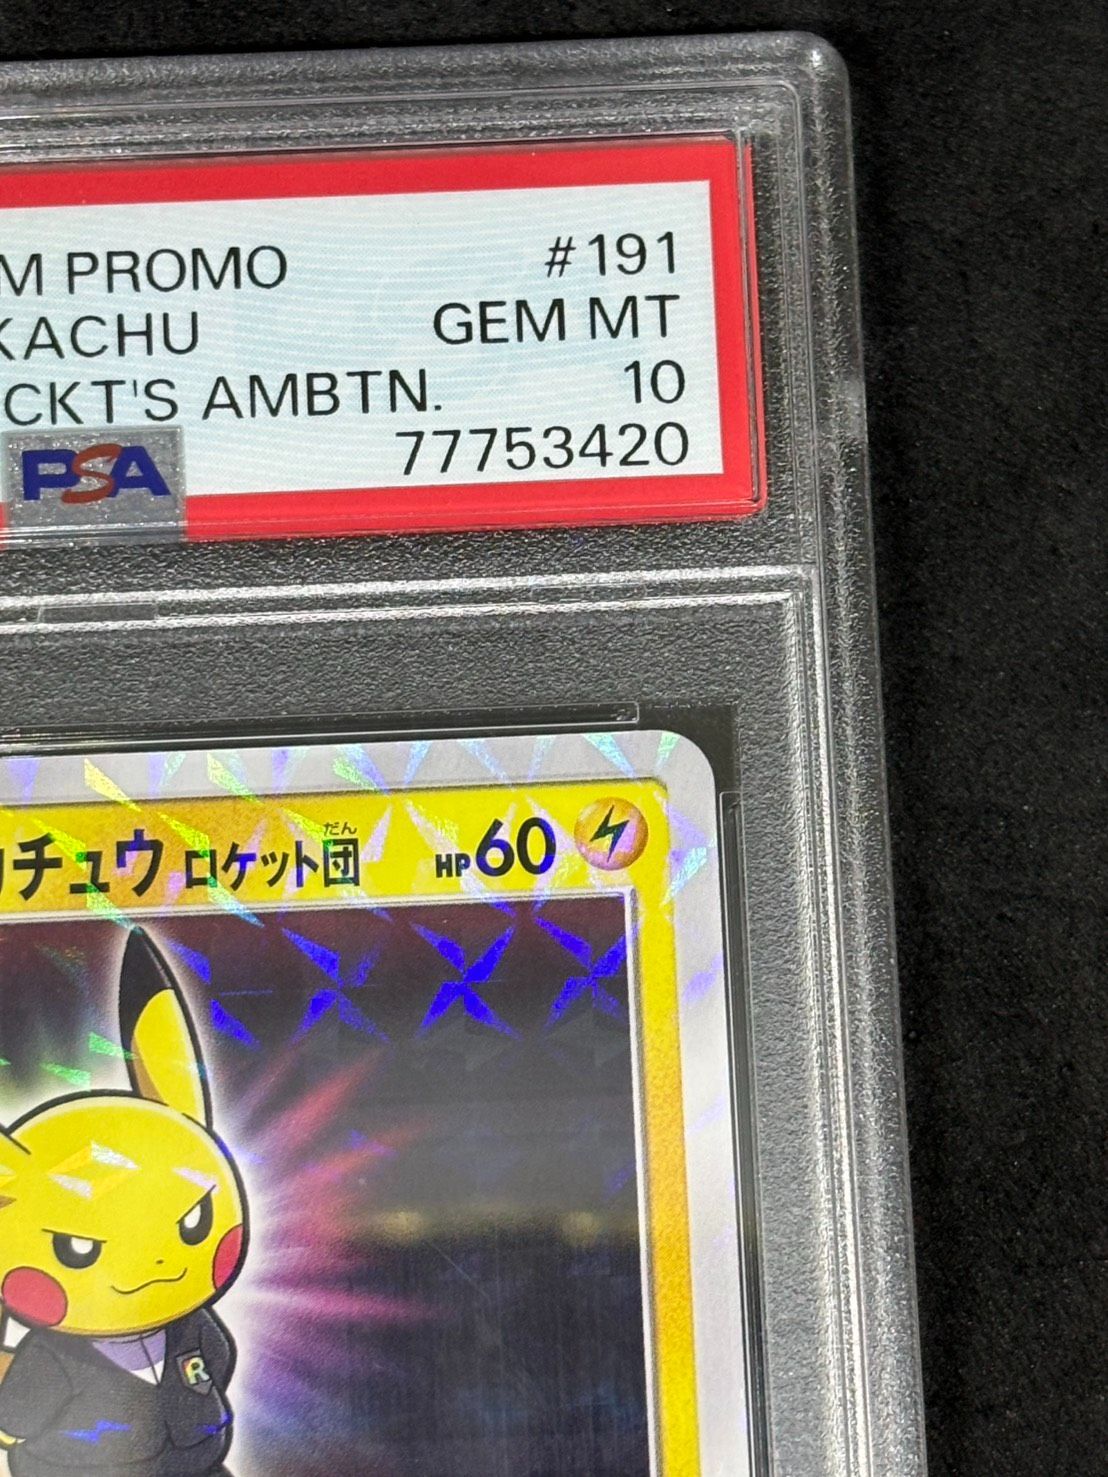 M PROMO #191
KACHU GEM MT
CKT'S AMBTN. 10
PSA 77753420
だん
チュウ ロケット団 HP60
R